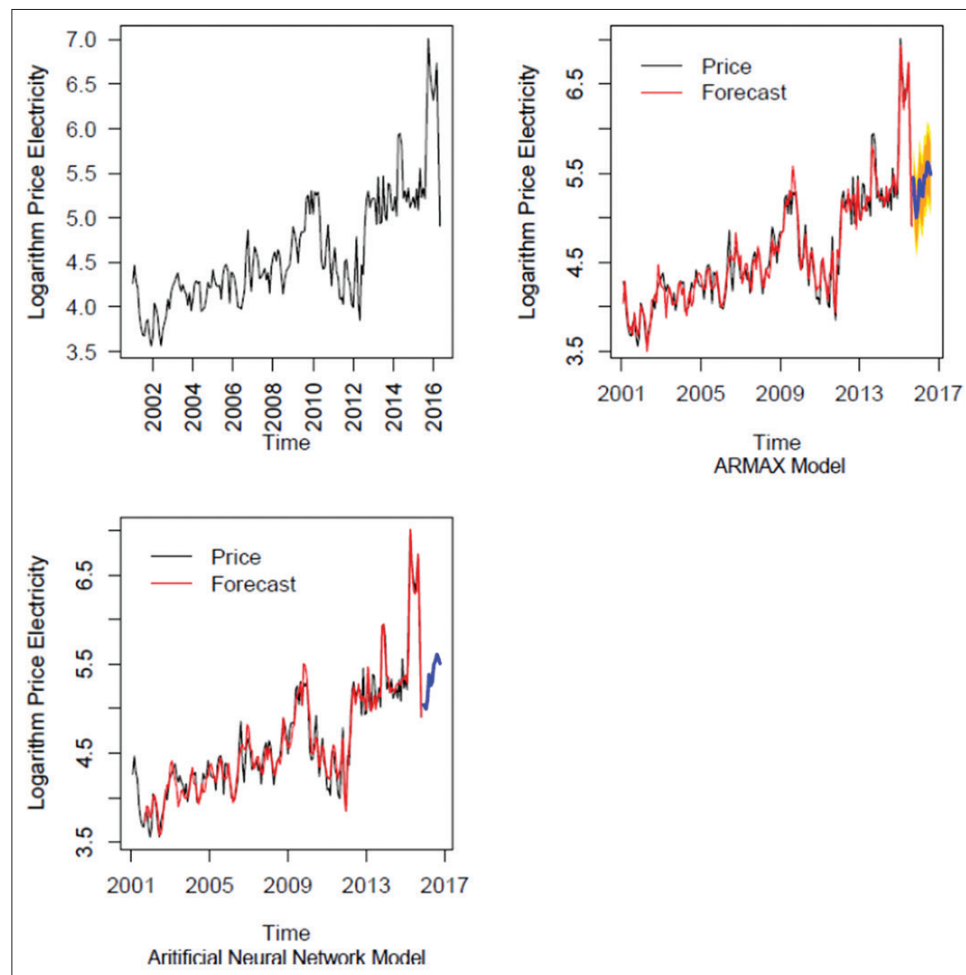 Logarithm Price Electricity
7.0
6.5
6.0
5.5
5.0
4.5
4.0
3.5
2002
2004
2006
2008
2010
2012
2014
2016
Time
Logarithm Price Electricity
6.5
5.5
4.5
3.5
Price
Forecast
2001
2005
2009
2013
2017
Time
ARMAX Model
Logarithm Price Electricity
6.5
5.5
4.5
3.5
Price
Forecast
2001
2005
2009
2013
2017
Time
Aritificial Neural Network Model